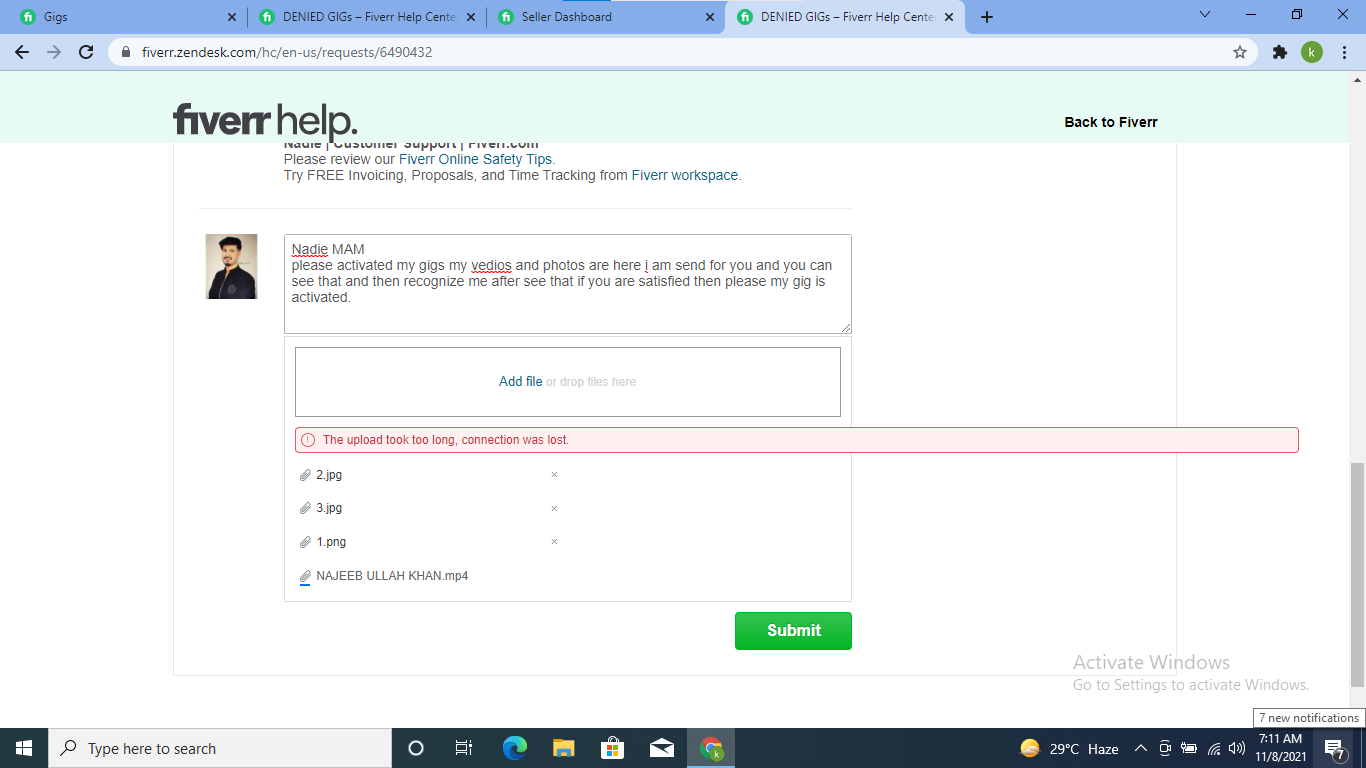 Gigs
DENIED GIGs – Fiverr Help Cente
Seller Dashboard
DENIED GIGs – Fiverr Help Cente
fiverr.zendesk.com/hc/en-us/requests/6490432
k
fiverr help.
Back to Fiverr
Nadie | Customer Support | Fiverr.com
Please review our Fiverr Online Safety Tips.
Try FREE Invoicing, Proposals, and Time Tracking from Fiverr workspace.
Nadie MAM
please activated my gigs my vedios and photos are here i am send for you and you can
see that and then recognize me after see that if you are satisfied then please my gig is
activated.
Add file or drop files here
The upload took too long, connection was lost.
2.jpg
3.jpg
1.png
NAJEEB ULLAH KHAN.mp4
Submit
Activate Windows
Go to Settings to activate Windows.
7 new notifications
Type here to search
29°C Haze
7:11 AM
11/8/2021
7